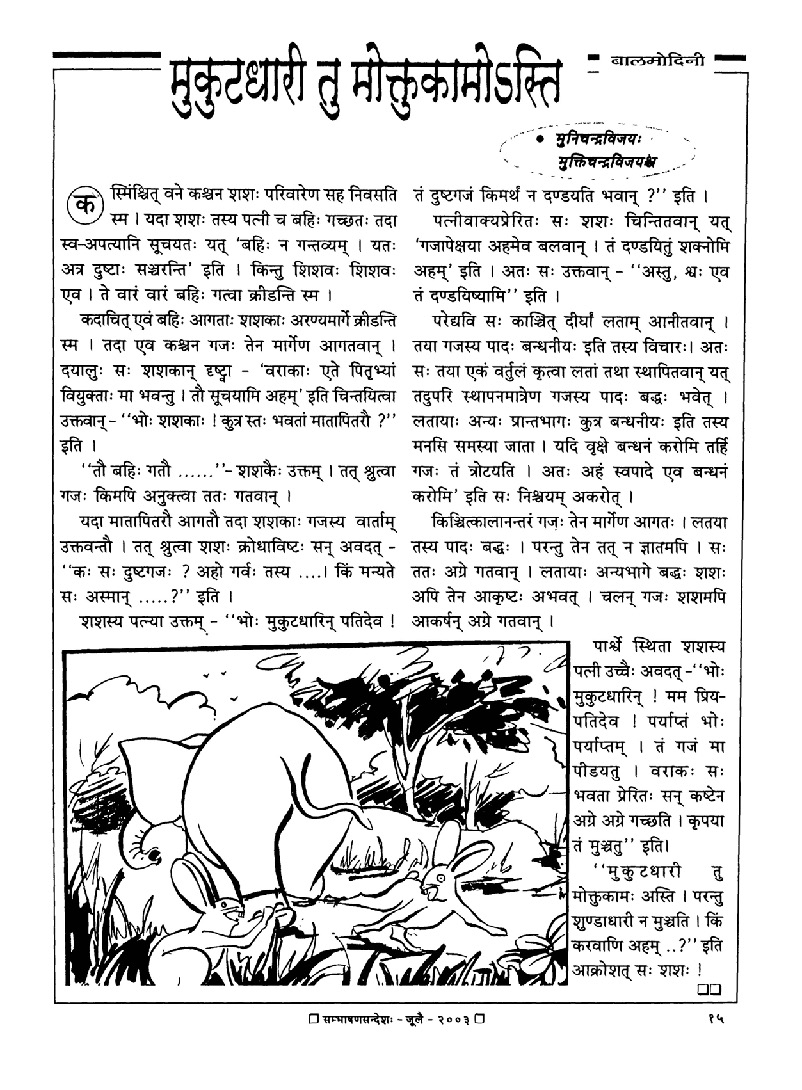 बालमोदिनी
मुकुटधारी तु मोक्तुकामोऽस्ति
• मुनिचन्द्रविजयः
मुक्तिचन्द्रविजयश्च
कस्मिंश्चित् वने कश्चन शशः परिवारेण सह निवसति
स्म । यदा शशः तस्य पत्नी च बहिः गच्छतः तदा
स्व-अपत्यानि सूचयतः यत् ‘बहिः न गन्तव्यम् । यतः
अत्र दुष्टाः सञ्चरन्ति’ इति । किन्तु शिशवः शिशवः
एव । ते वारं वारं बहिः गत्वा क्रीडन्ति स्म ।
कदाचित् एवं बहिः आगताः शशकाः अरण्यमार्गे क्रीडन्ति
स्म । तदा एव कश्चन गजः तेन मार्गेण आगतवान् ।
दयालुः सः शशकान् दृष्ट्वा - ‘वराकाः एते पितृभ्यां
वियुक्ताः मा भवन्तु । तौ सूचयामि अहम्’ इति चिन्तयित्वा
उक्तवान् - ‘‘भोः शशकाः ! कुत्र स्तः भवतां मातापितरौ ?’’
इति ।
‘‘तौ बहिः गतौ ......’’- शशकैः उक्तम् । तत् श्रुत्वा
गजः किमपि अनुक्त्वा ततः गतवान् ।
यदा मातापितरौ आगतौ तदा शशकाः गजस्य वार्ताम्
उक्तवन्तौ । तत् श्रुत्वा शशः क्रोधाविष्टः सन् अवदत् -
‘‘कः सः दुष्टगजः ? अहो गर्वः तस्य ....। किं मन्यते
सः अस्मान् .....?’’ इति ।
शशस्य पत्न्या उक्तम् - ‘‘भोः मुकुटधारिन् पतिदेव !
तं दुष्टगजं किमर्थं न दण्डयति भवान् ?’’ इति ।
पत्नीवाक्यप्रेरितः सः शशः चिन्तितवान् यत्
‘गजापेक्षया अहमेव बलवान् । तं दण्डयितुं शक्नोमि
अहम्’ इति । अतः सः उक्तवान् - ‘‘अस्तु, श्वः एव
तं दण्डयिष्यामि’’ इति ।
परेद्यवि सः काञ्चित् दीर्घां लताम् आनीतवान् ।
तया गजस्य पादः बन्धनीयः इति तस्य विचारः। अतः
सः तया एकं वर्तुलं कृत्वा लतां तथा स्थापितवान् यत्
तदुपरि स्थापनमात्रेण गजस्य पादः बद्धः भवेत् ।
लतायाः अन्यः प्रान्तभागः कुत्र बन्धनीयः इति तस्य
मनसि समस्या जाता । यदि वृक्षे बन्धनं करोमि तर्हि
गजः तं त्रोटयति । अतः अहं स्वपादे एव बन्धनं
करोमि’ इति सः निश्चयम् अकरोत् ।
किञ्चित्कालानन्तरं गजः तेन मार्गेण आगतः । लतया
तस्य पादः बद्धः । परन्तु तेन तत् न ज्ञातमपि । सः
ततः अग्रे गतवान् । लतायाः अन्यभागे बद्धः शशः
अपि तेन आकृष्टः अभवत् । चलन् गजः शशमपि
आकर्षन् अग्रे गतवान् ।
पार्श्वे स्थिता शशस्य
पत्नी उच्चैः अवदत् -‘‘भोः
मुकुटधारिन् ! मम प्रिय-
पतिदेव ! पर्याप्तं भोः
पर्याप्तम् । तं गजं मा
पीडयतु । वराकः सः
भवता प्रेरितः सन् कष्टेन
अग्रे अग्रे गच्छति । कृपया
तं मुञ्चतु’’ इति।
‘‘मुकुटधारी तु
मोक्तुकामः अस्ति । परन्तु
शुण्डाधारी न मुञ्चति । किं
करवाणि अहम् ..?’’ इति
आक्रोशत् सः शशः !
सम्भाषणसन्देशः - जूलै - २००३
१५